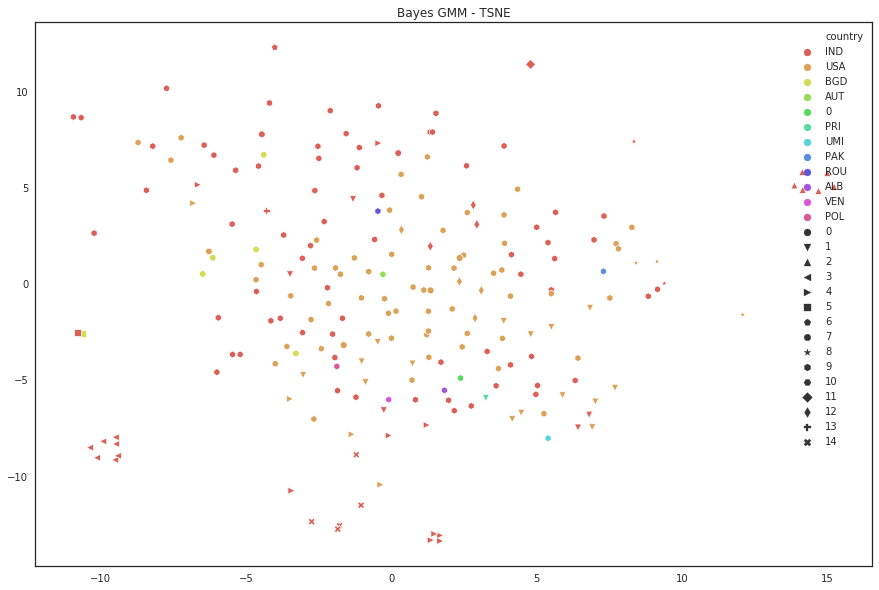 Bayes GMM - TSNE
country
IND
USA
BGD
AUT
0
PRI
UMI
PAK
ROU
ALB
VEN
POL
0
1
2
3
4
5
6
7
8
9
10
11
12
13
14
10
5
0
−5
−10
−10
−5
0
5
10
15